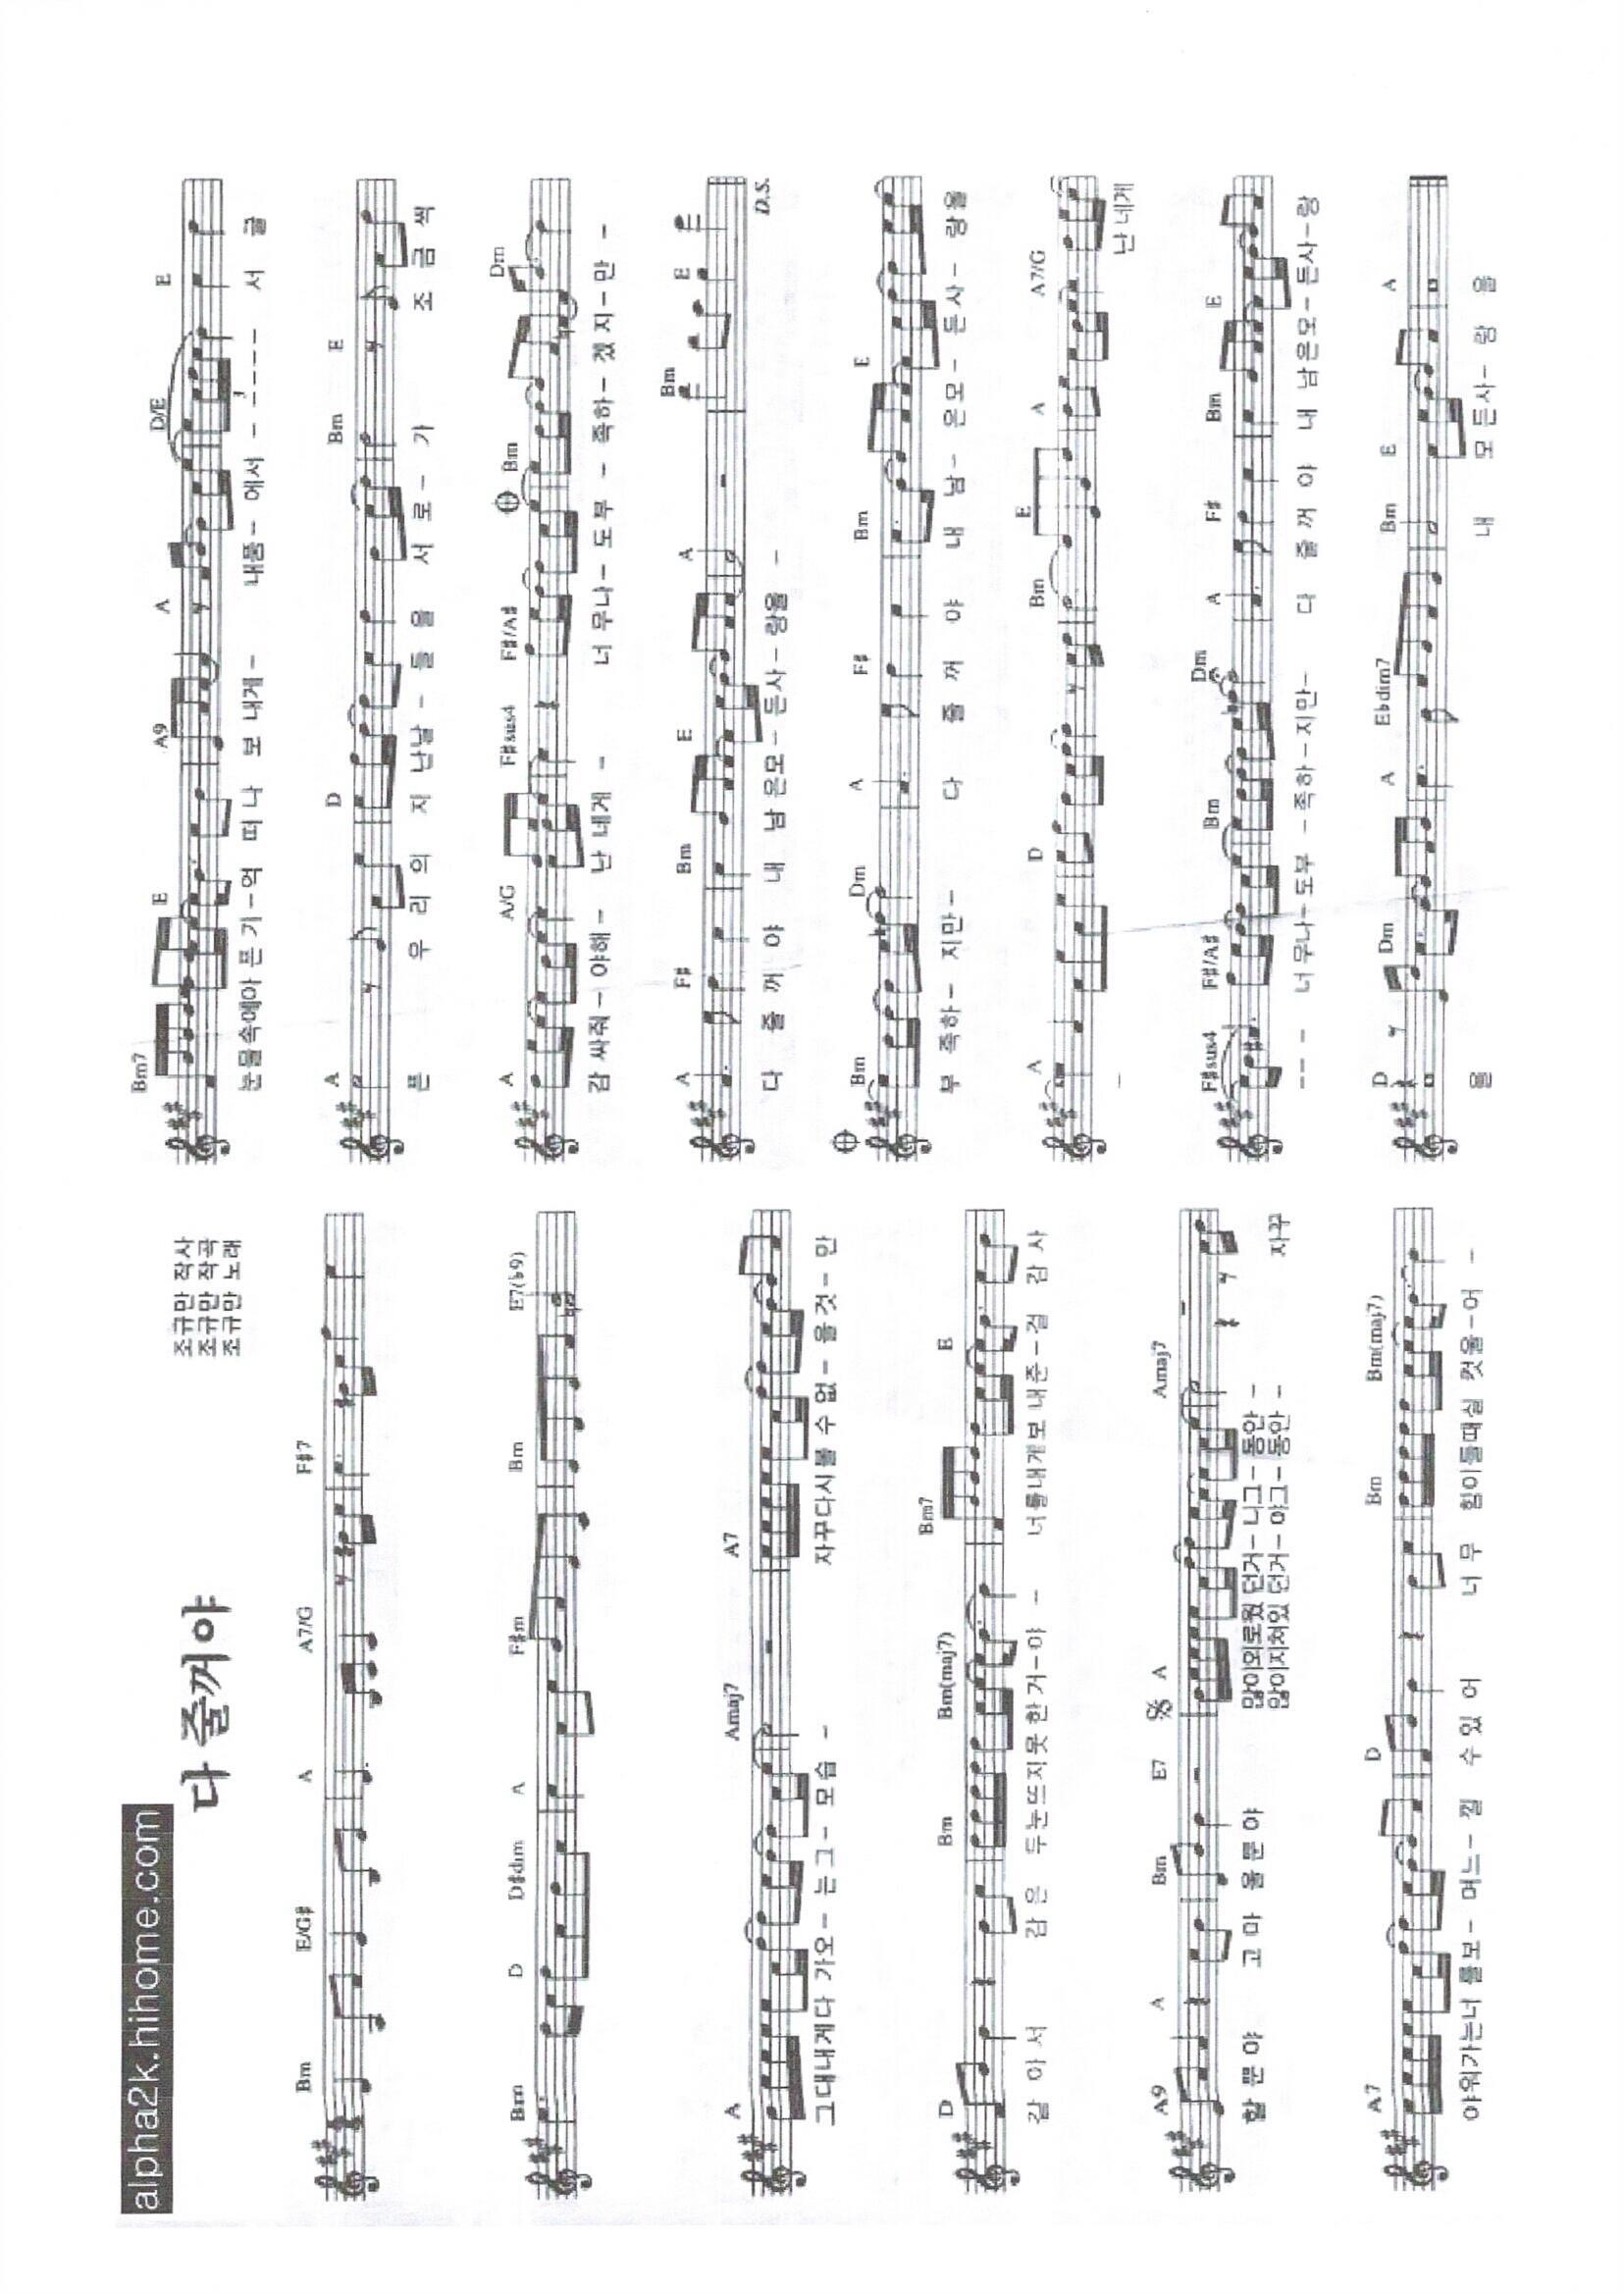 alpha2k.hihome.com
다 줄꺼야
조규만 작사
조규만 작곡
조규만 노래
Bm E/G# A A7/G F#7
Bm D D#dim A F#m Bm E7(b9)
A Amaj7 A7
그대내게다 가오- 는그- 모습 - 자꾸다시볼 수 없- 을것- 만
D Bm Bm(maj7) Bm7 E
같 아 서 감 은 두눈뜨지못 한 거-야 - 너를내게보 내준-걸 감 사
A9 A Bm E7 A Amaj7
할 뿐 야 고 마 울 뿐 야 많이외로웠 던거- 니그- 동안 -
많이지쳐있 던거- 야그- 동안 - 자꾸
A7 D Bm Bm(maj7)
야워가는너 를보- 며느- 낄 수 있 어 너 무 힘이들때실 컷울-어 -
Bm7 E A9 A D/E E
눈물속에아 픈 기-억 떠 나 보 내게- 내품- 에서 - ---- 서 글
3
A D Bm E
픈 우 리 의 지 난날 - 들 을 서 로- 가 조 금 씩
A A/G F#sus4 F#/A# Bm Dm
감 싸줘- 야해- 난 네게 - 너 무나- 도부 - 족하- 겠 지-만 -
A F# Bm E A Bm E
다 줄 꺼 야 내 남 은모- 든사- 랑을 -
D.S.
Bm Dm A F# Bm E
부 족하- 지만- 다 줄 꺼 야 내 남- 은모- 든사- 랑을
A D Bm E A A7/G
- 난 네게
F#sus4 F#/A# Bm Dm A F# Bm E
-- - 너 무나- 도부 -족하-지만- 다 줄 꺼 야 내 남은모- 든사-랑
D Dm A Ebdim7 Bm E A
을 내 모 든사- 랑 을